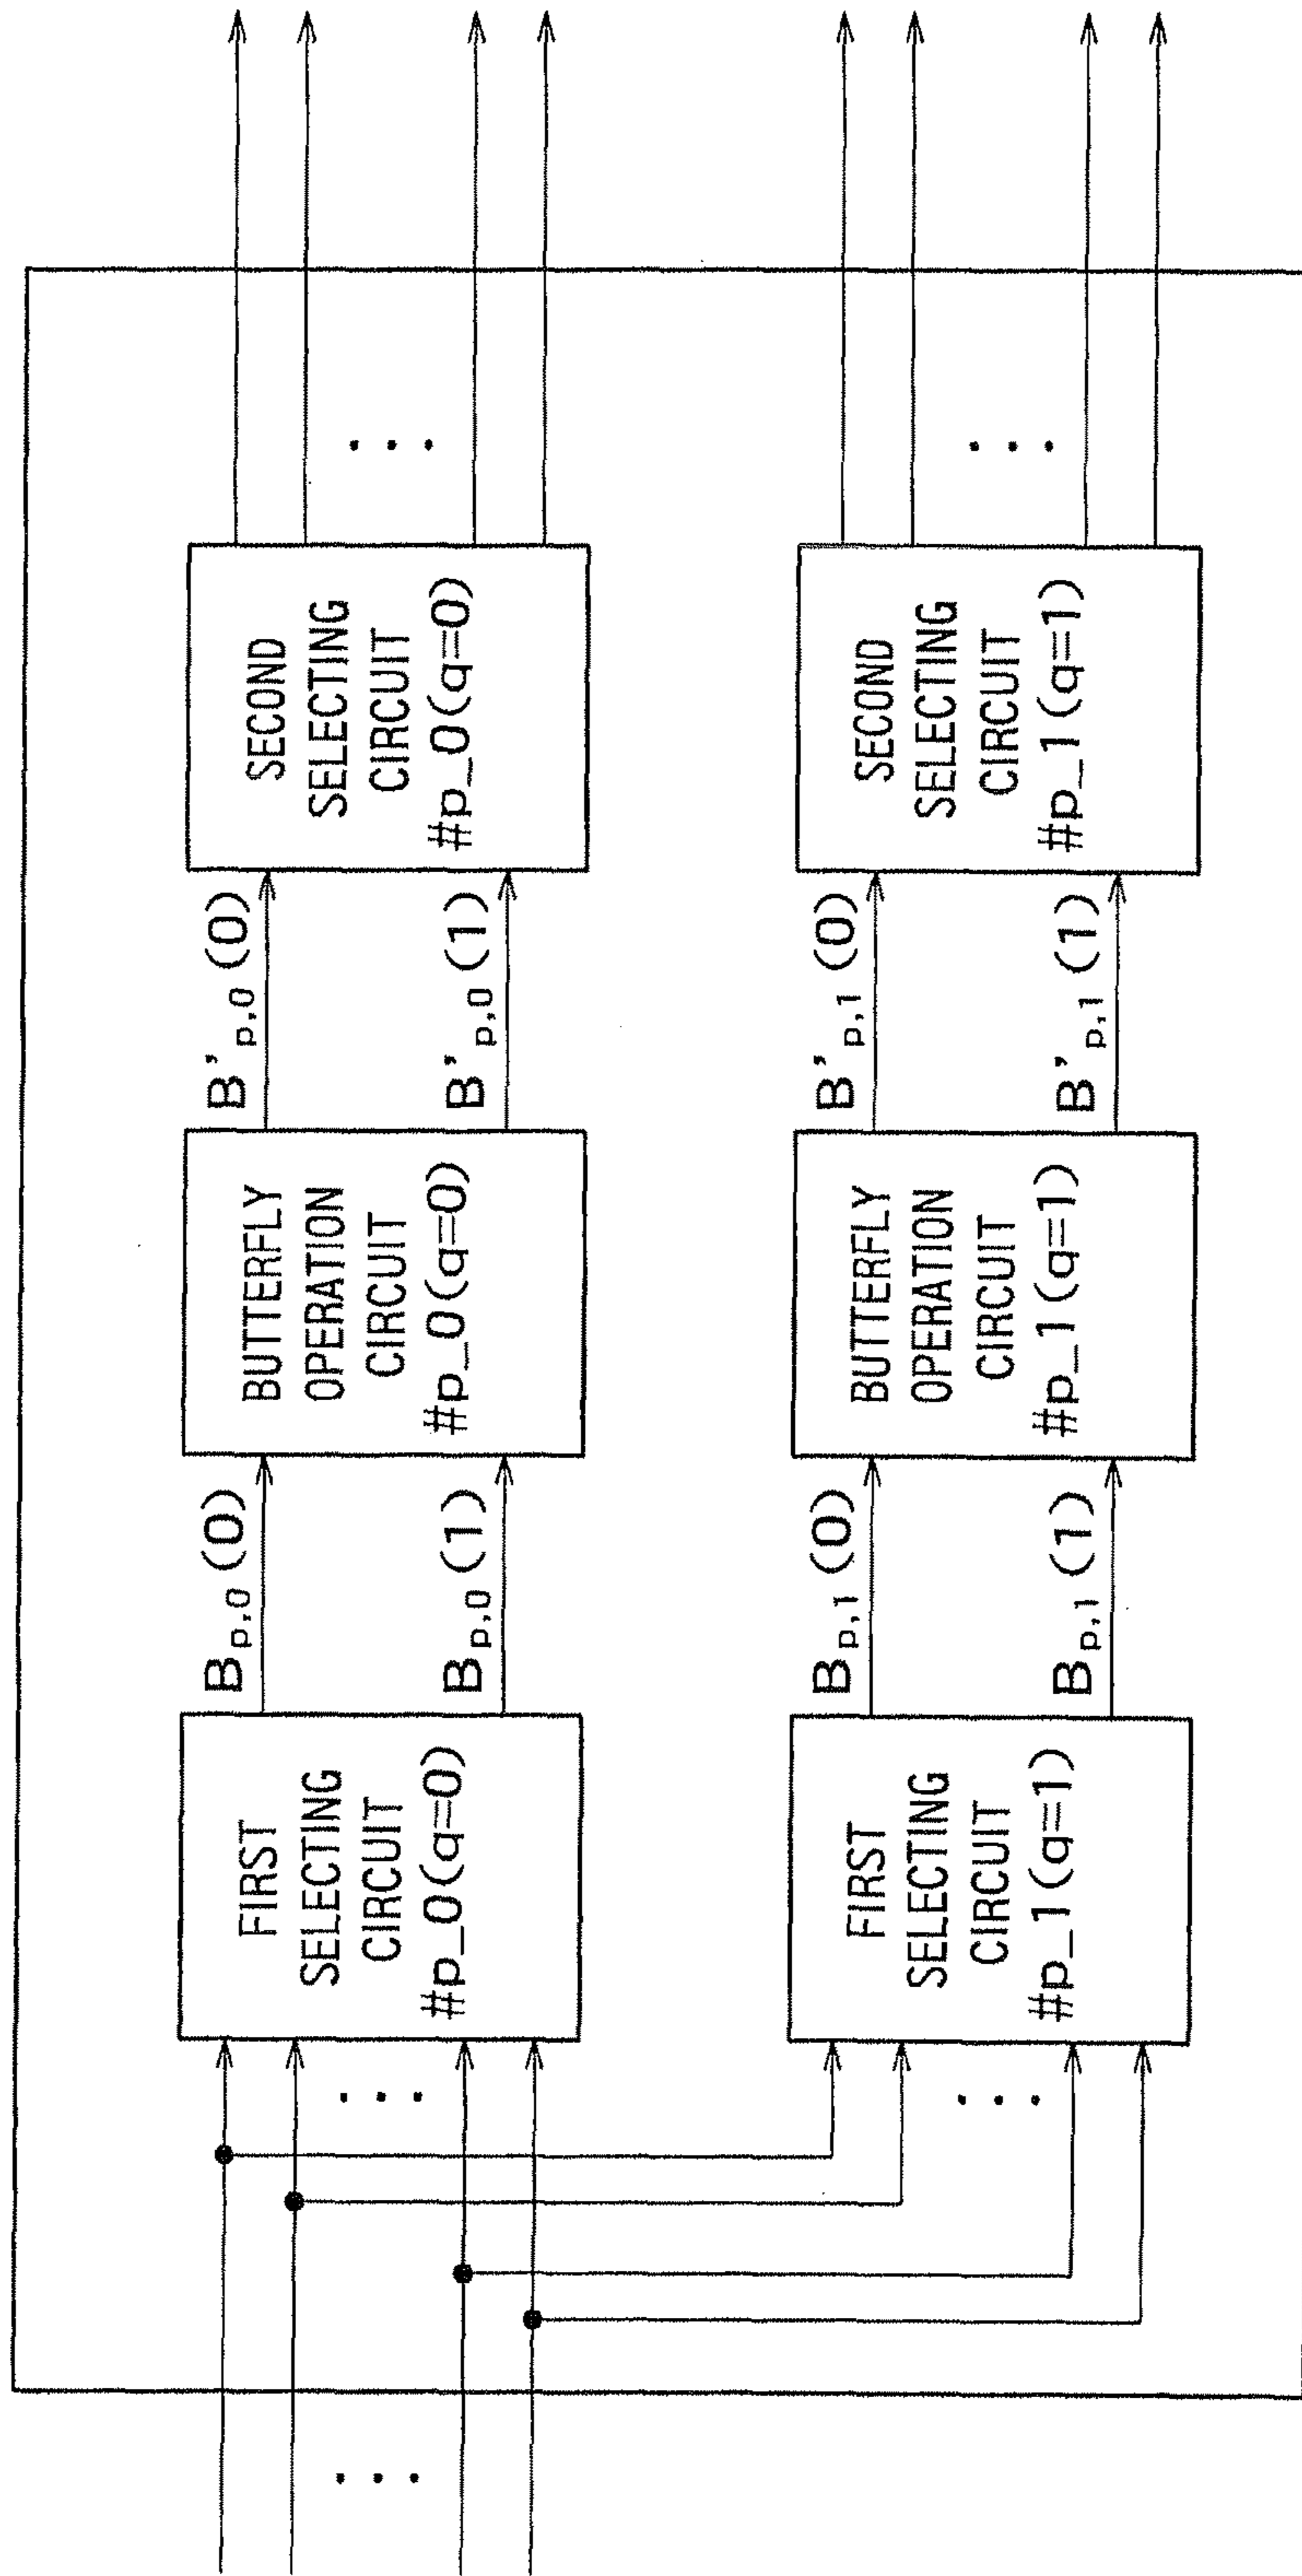 FIRST
SELECTING
CIRCUIT
#p_0(q=0)
B p,0 (0)
B p,0 (1)
BUTTERFLY
OPERATION
CIRCUIT
#p_0(q=0)
B' p,0 (0)
B' p,0 (1)
SECOND
SELECTING
CIRCUIT
#p_0(q=0)
FIRST
SELECTING
CIRCUIT
#p_1(q=1)
B p,1 (0)
B p,1 (1)
BUTTERFLY
OPERATION
CIRCUIT
#p_1(q=1)
B' p,1 (0)
B' p,1 (1)
SECOND
SELECTING
CIRCUIT
#p_1(q=1)